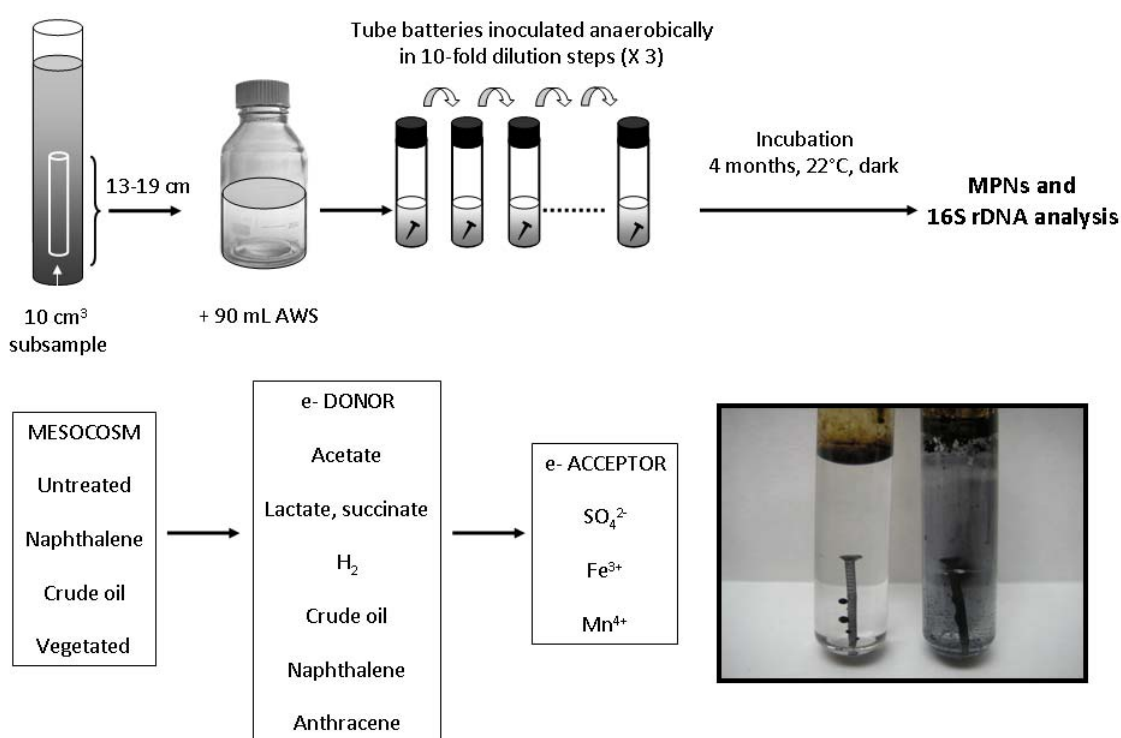 Tube batteries inoculated anaerobically
in 10-fold dilution steps (X 3)
Incubation
4 months, 22°C, dark
13-19 cm
MPNs and
16S rDNA analysis
10 cm³
subsample
+ 90 mL AWS
MESOCOSM
Untreated
Naphthalene
Crude oil
Vegetated
e- DONOR
Acetate
Lactate, succinate
H₂
Crude oil
Naphthalene
Anthracene
e- ACCEPTOR
SO₄²⁻
Fe³⁺
Mn⁴⁺